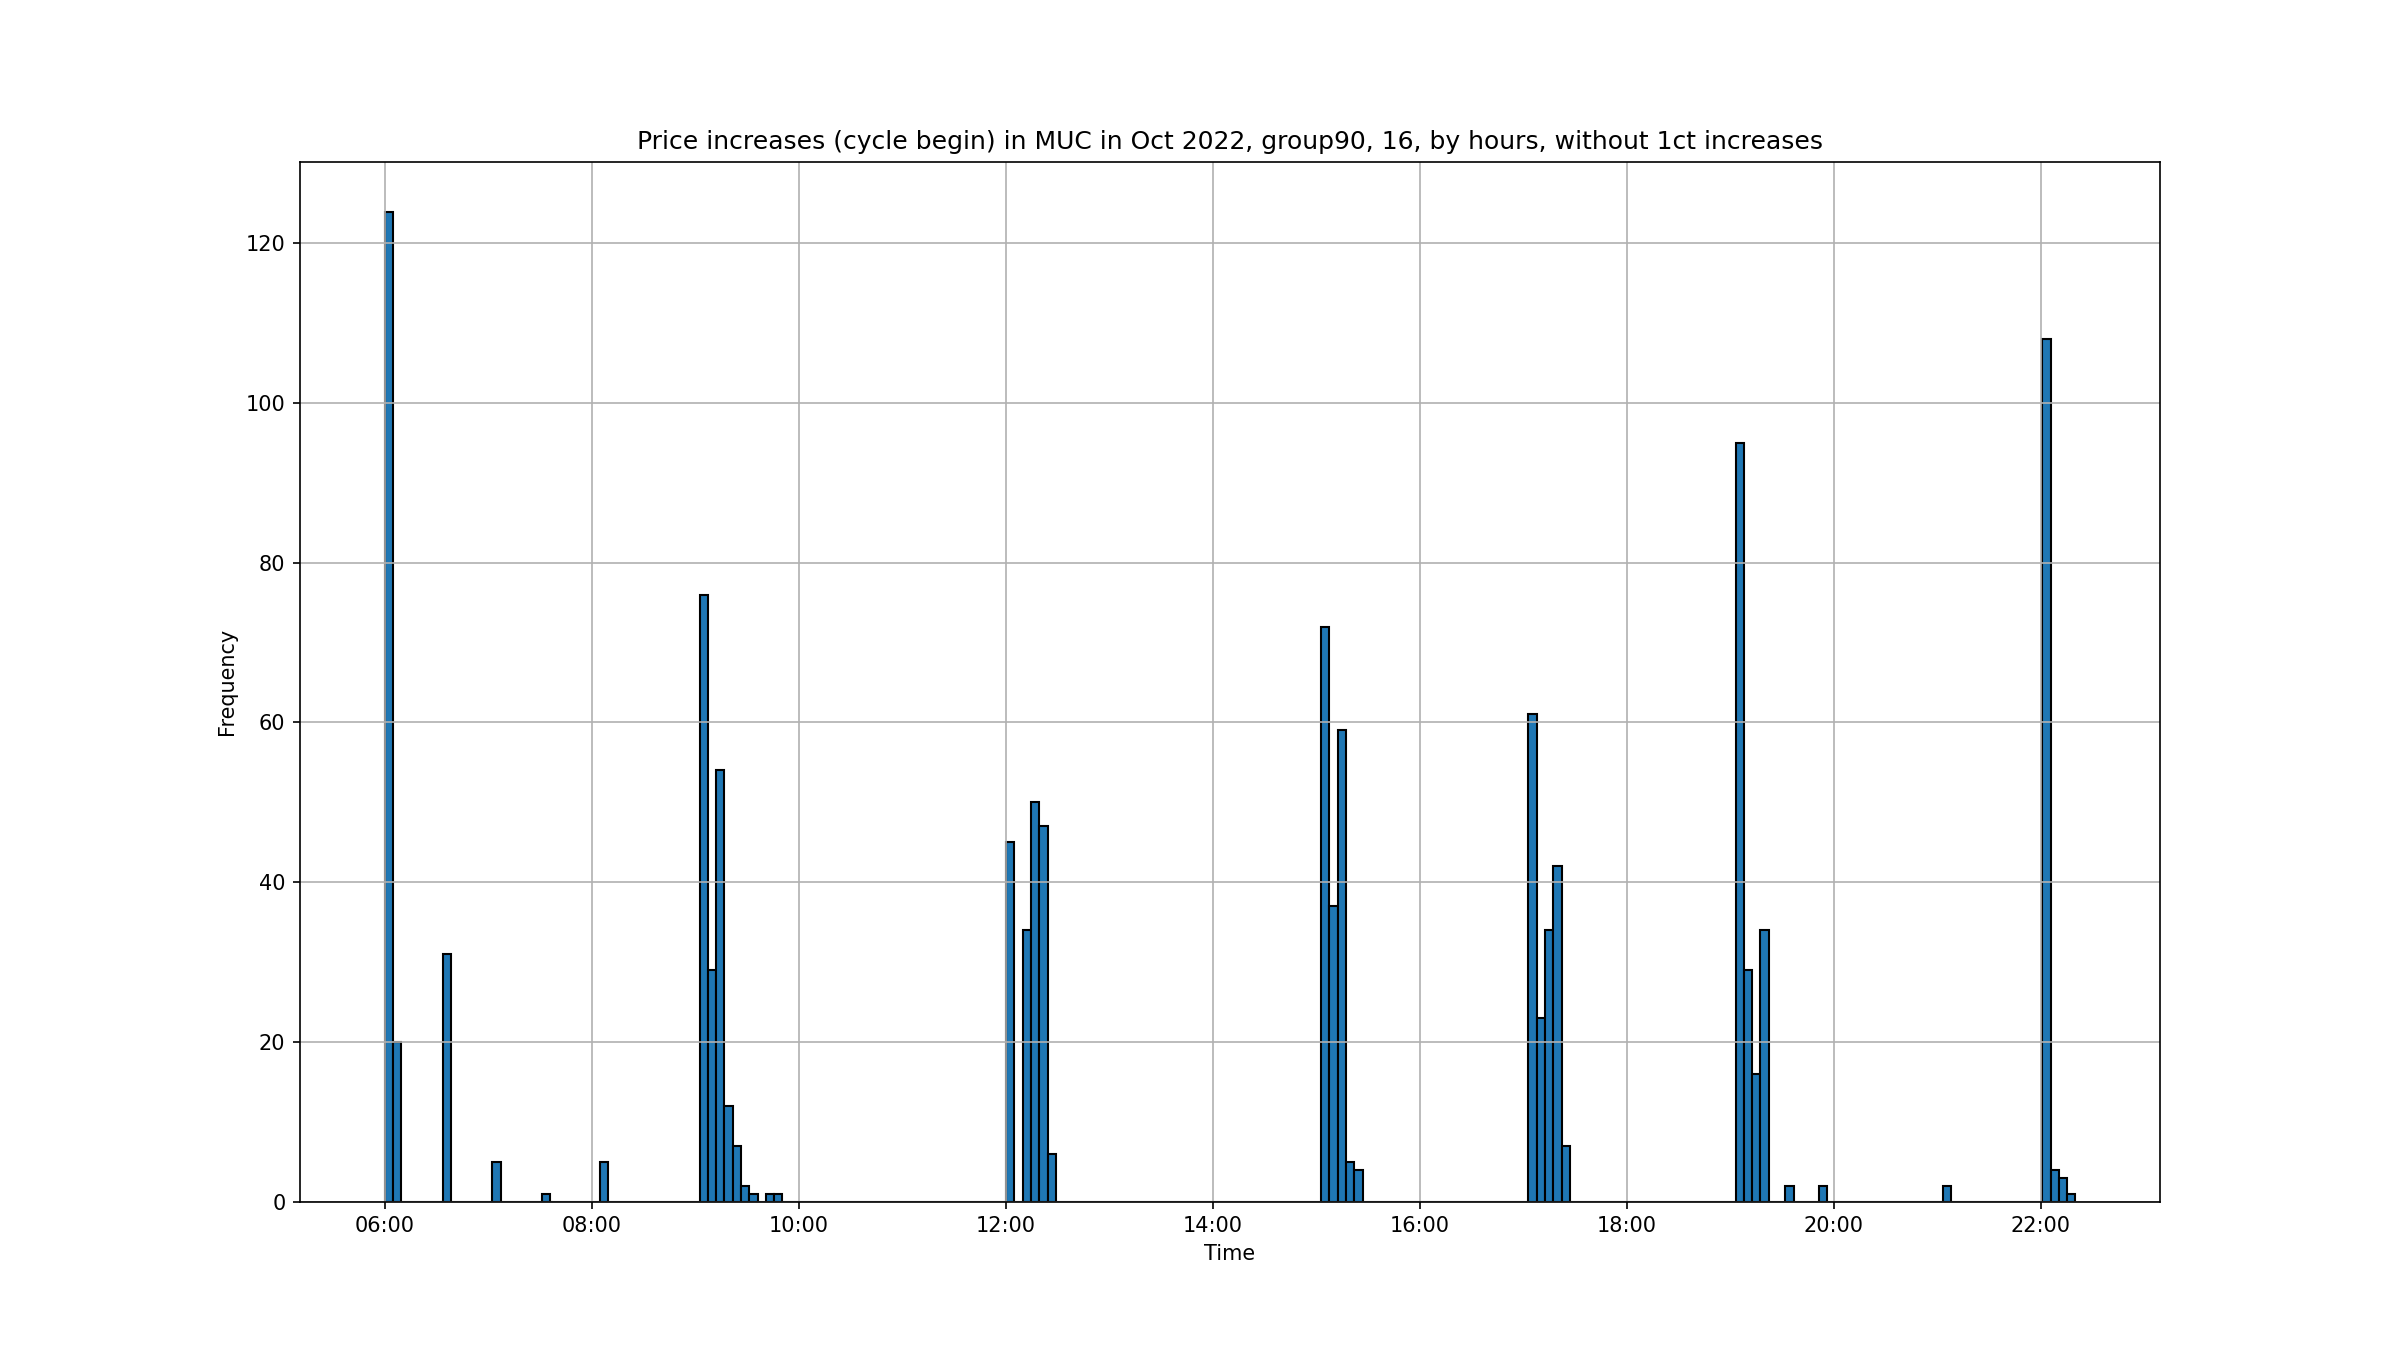 Price increases (cycle begin) in MUC in Oct 2022, group90, 16, by hours, without 1ct increases
120
100
80
60
40
20
0
Frequency
06:00 08:00 10:00 12:00 14:00 16:00 18:00 20:00 22:00
Time